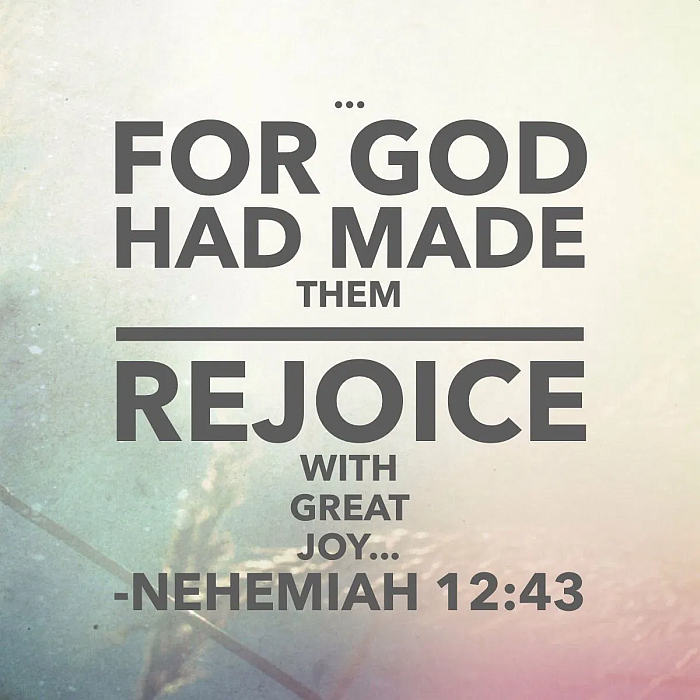 ...
FOR GOD
HAD MADE
THEM
REJOICE
WITH
GREAT
JOY...
-NEHEMIAH 12:43